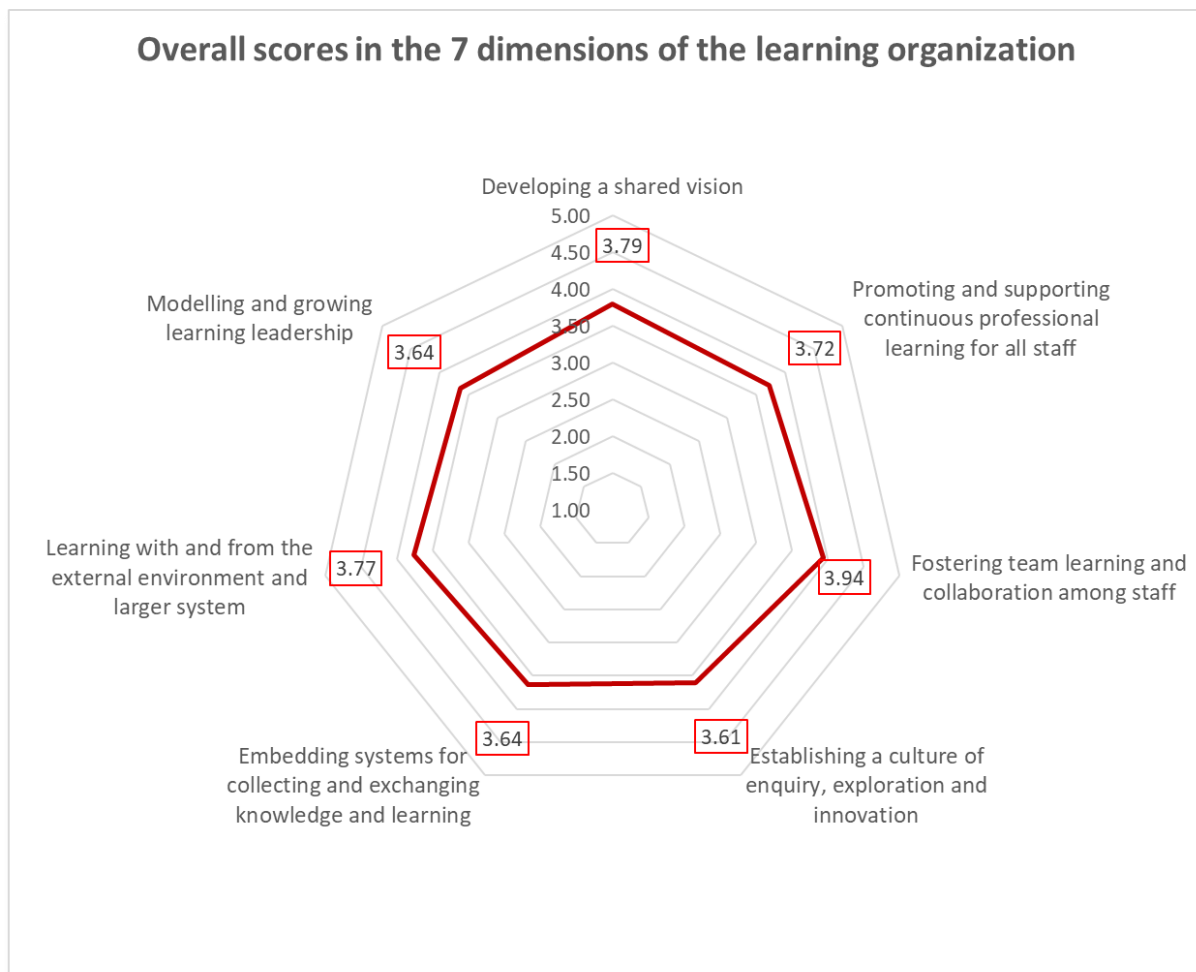 Overall scores in the 7 dimensions of the learning organization
Developing a shared vision
5.00
4.50
4.00
3.50
3.00
2.50
2.00
1.50
1.00
3.79
Promoting and supporting
continuous professional
learning for all staff
3.72
Fostering team learning and
collaboration among staff
3.94
Establishing a culture of
enquiry, exploration and
innovation
3.61
Embedding systems for
collecting and exchanging
knowledge and learning
3.64
Learning with and from the
external environment and
larger system
3.77
Modelling and growing
learning leadership
3.64